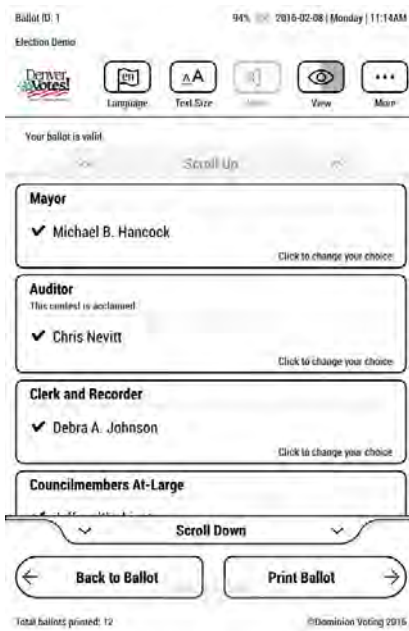 Ballot ID: 1 94% 2016-02-08 | Monday | 11:14AM
Election Demo
Denver Votes!
en AA
Language Text Size View More
Your ballot is valid.
Scroll Up
Mayor
✔ Michael B. Hancock
Click to change your choice
Auditor
This contest is acclaimed
✔ Chris Nevitt
Click to change your choice
Clerk and Recorder
✔ Debra A. Johnson
Click to change your choice
Councilmembers At-Large
Scroll Down
← Back to Ballot Print Ballot →
Total ballots printed: 12 ©Dominion Voting 2016